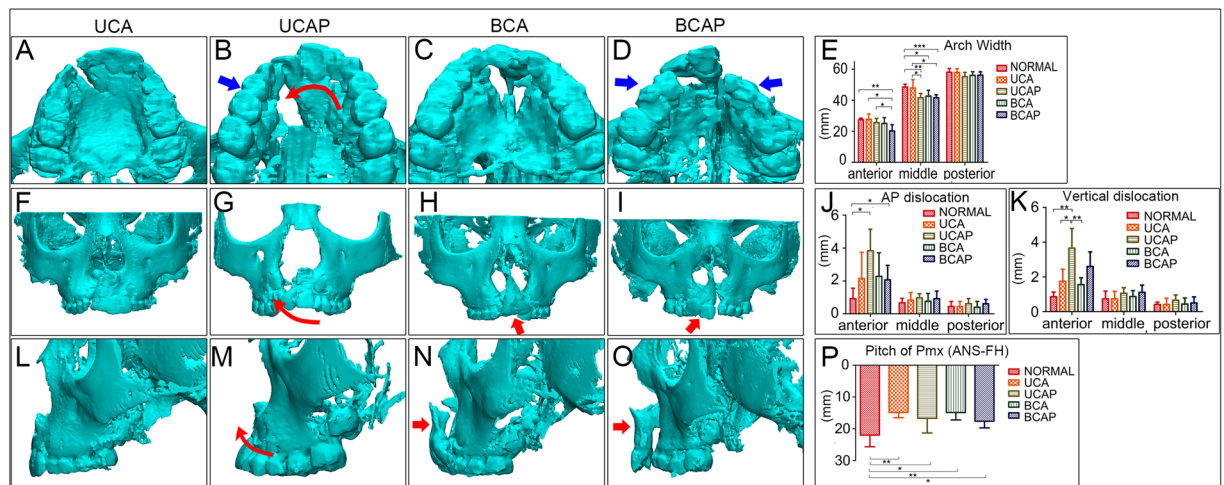 UCA UCAP BCA BCAP
A B C D E
Arch Width
NORMAL
UCA
UCAP
BCA
BCAP
(mm)
60
40
20
0
*** 
* 
* 
** 
* 
** 
* 
*
anterior middle posterior
F G H I J
AP dislocation
NORMAL
UCA
UCAP
BCA
BCAP
(mm)
6
4
2
0
*
*
anterior middle posterior
K
Vertical dislocation
NORMAL
UCA
UCAP
BCA
BCAP
(mm)
6
4
2
0
**
* **
anterior middle posterior
L M N O P
Pitch of Pmx (ANS-FH)
NORMAL
UCA
UCAP
BCA
BCAP
(mm)
0
10
20
30
**
*
**
*